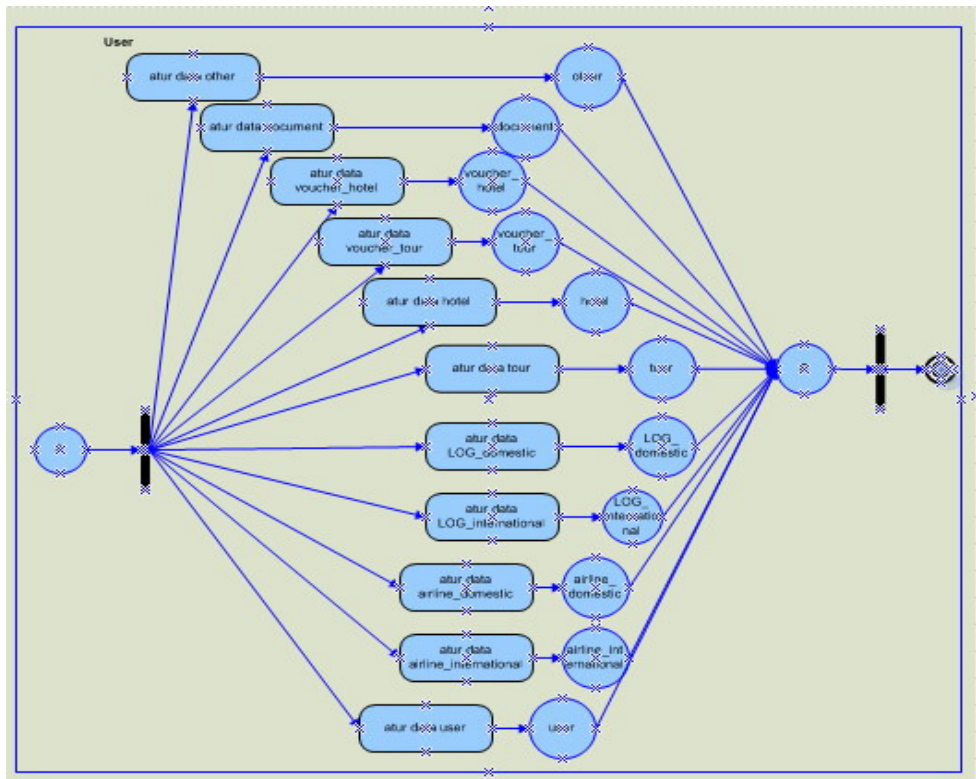 User
atur data other
other
atur data document
document
atur data
voucher_hotel
voucher_
hotel
atur data
voucher_tour
voucher_
tour
atur data hotel
hotel
atur data tour
tour
atur data
LOG_domestic
LOG_
domestic
atur data
LOG_international
LOG_
internatio
nal
atur data
airline_domestic
airline_
domestic
atur data
airline_international
airline_int
ernational
atur data user
user